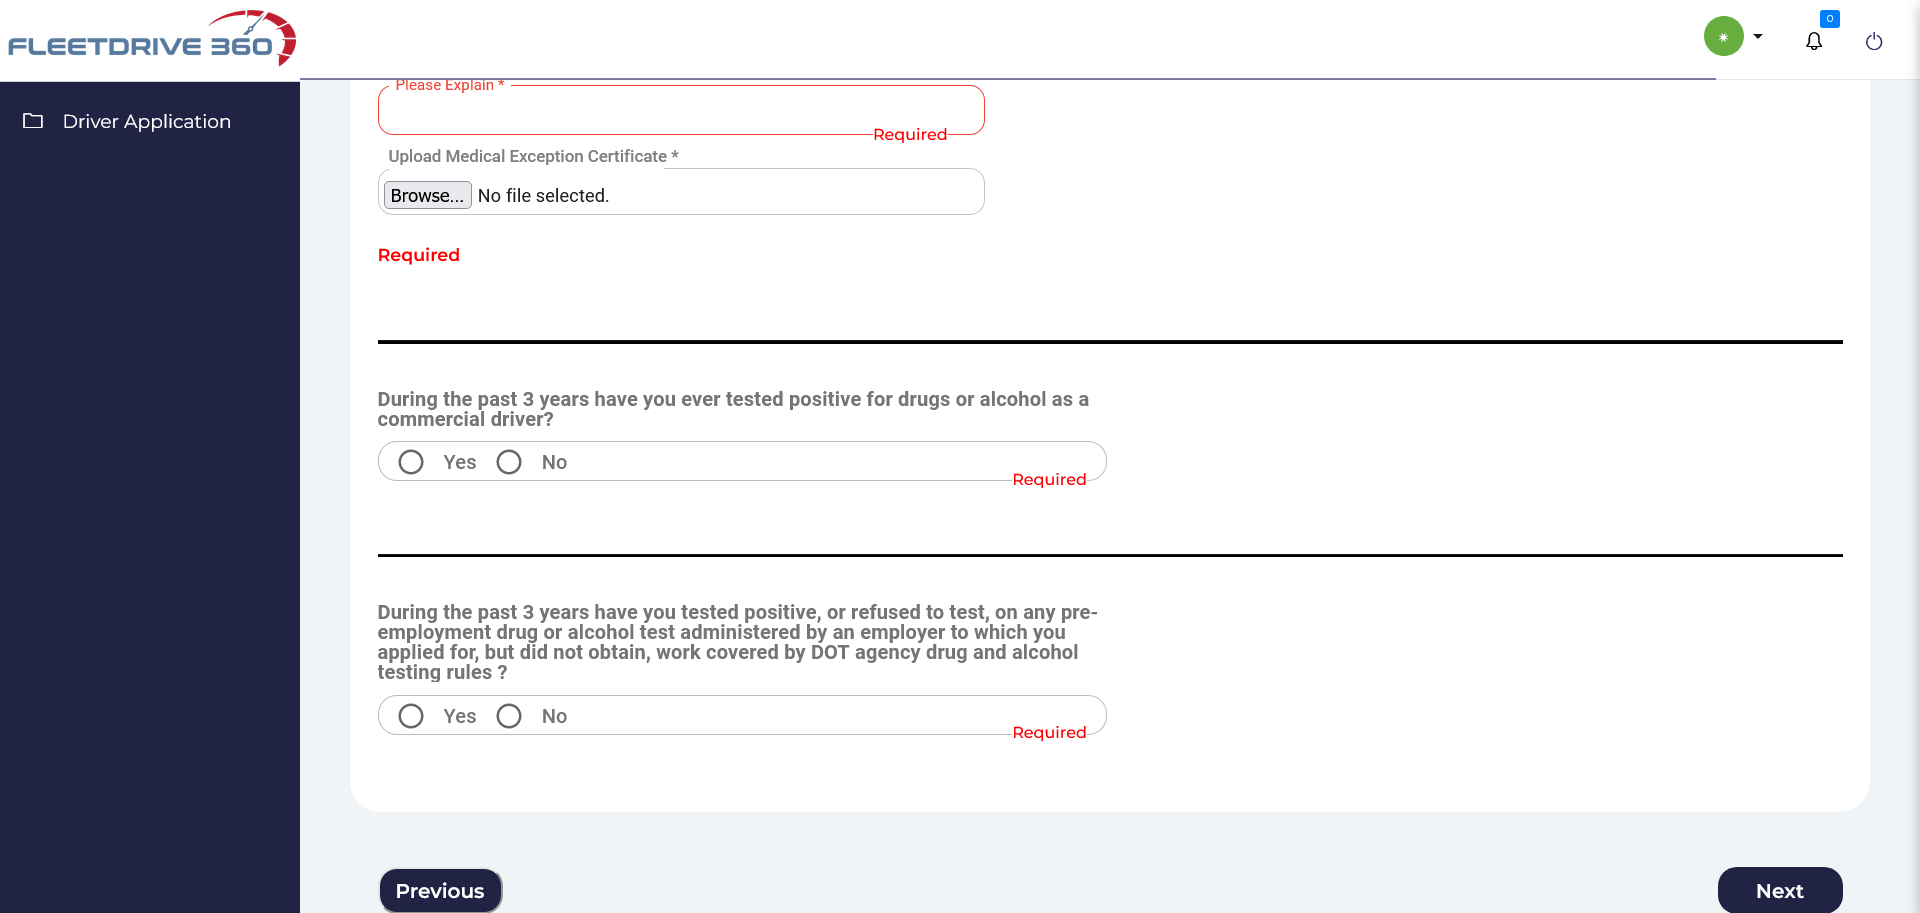 FLEETDRIVE 360
0
Driver Application
Please Explain *
Required
Upload Medical Exception Certificate *
Browse... No file selected.
Required
During the past 3 years have you ever tested positive for drugs or alcohol as a
commercial driver?
Yes No
Required
During the past 3 years have you tested positive, or refused to test, on any pre-
employment drug or alcohol test administered by an employer to which you
applied for, but did not obtain, work covered by DOT agency drug and alcohol
testing rules ?
Yes No
Required
Previous
Next